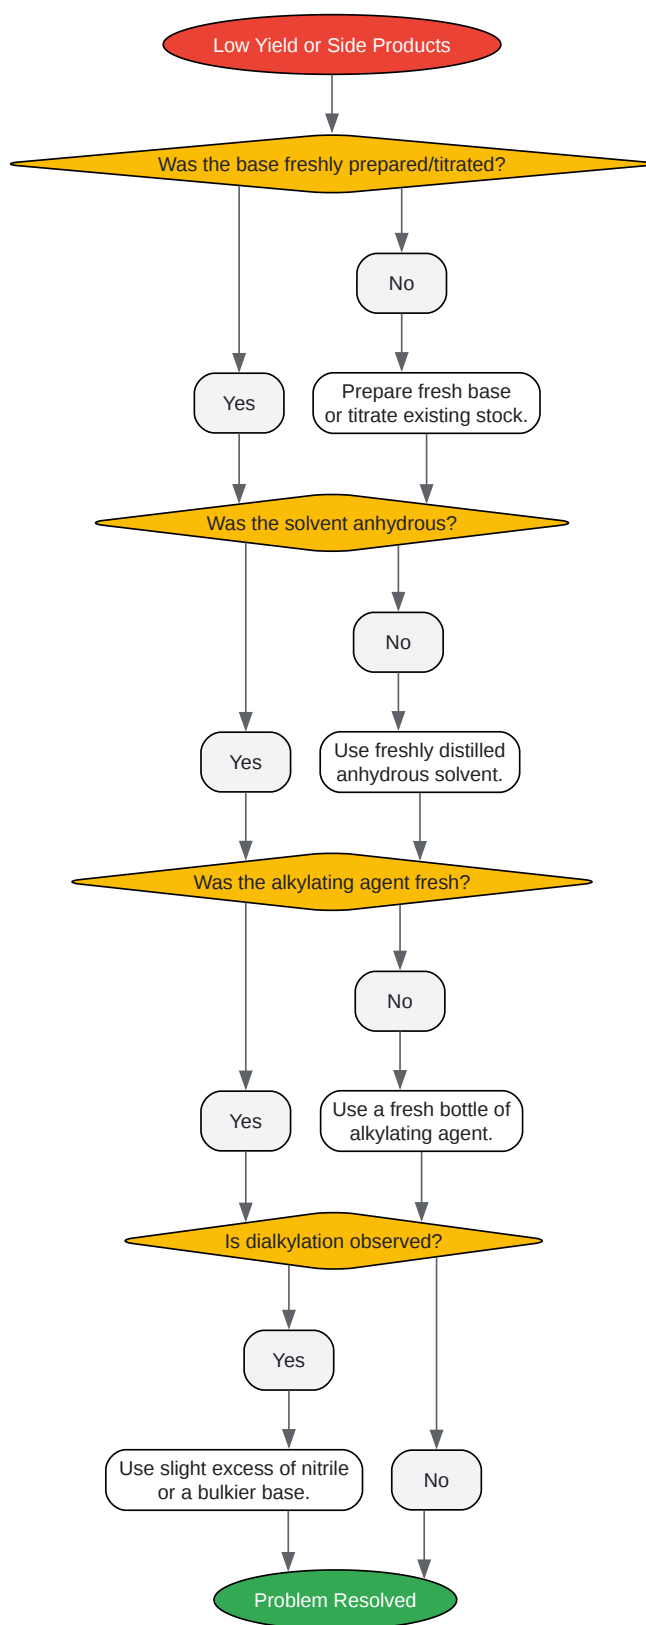 Low Yield or Side Products
Was the base freshly prepared/titrated?
No
Yes
Prepare fresh base
or titrate existing stock.
Was the solvent anhydrous?
No
Yes
Use freshly distilled
anhydrous solvent.
Was the alkylating agent fresh?
No
Yes
Use a fresh bottle of
alkylating agent.
Is dialkylation observed?
Yes
Use slight excess of nitrile
or a bulkier base.
No
Problem Resolved